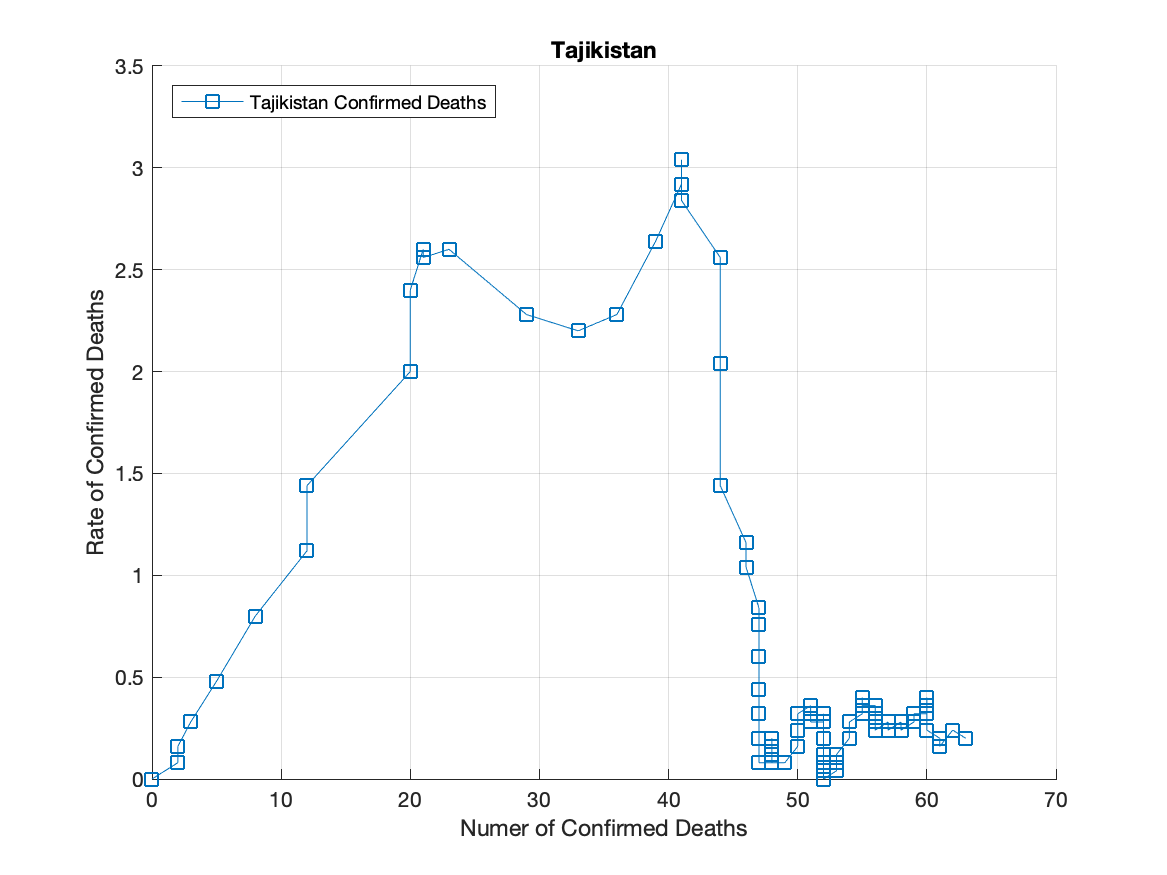 Tajikistan
3.5
Tajikistan Confirmed Deaths
3
2.5
2
1.5
1
0.5
0
Rate of Confirmed Deaths
0 10 20 30 40 50 60 70
Numer of Confirmed Deaths